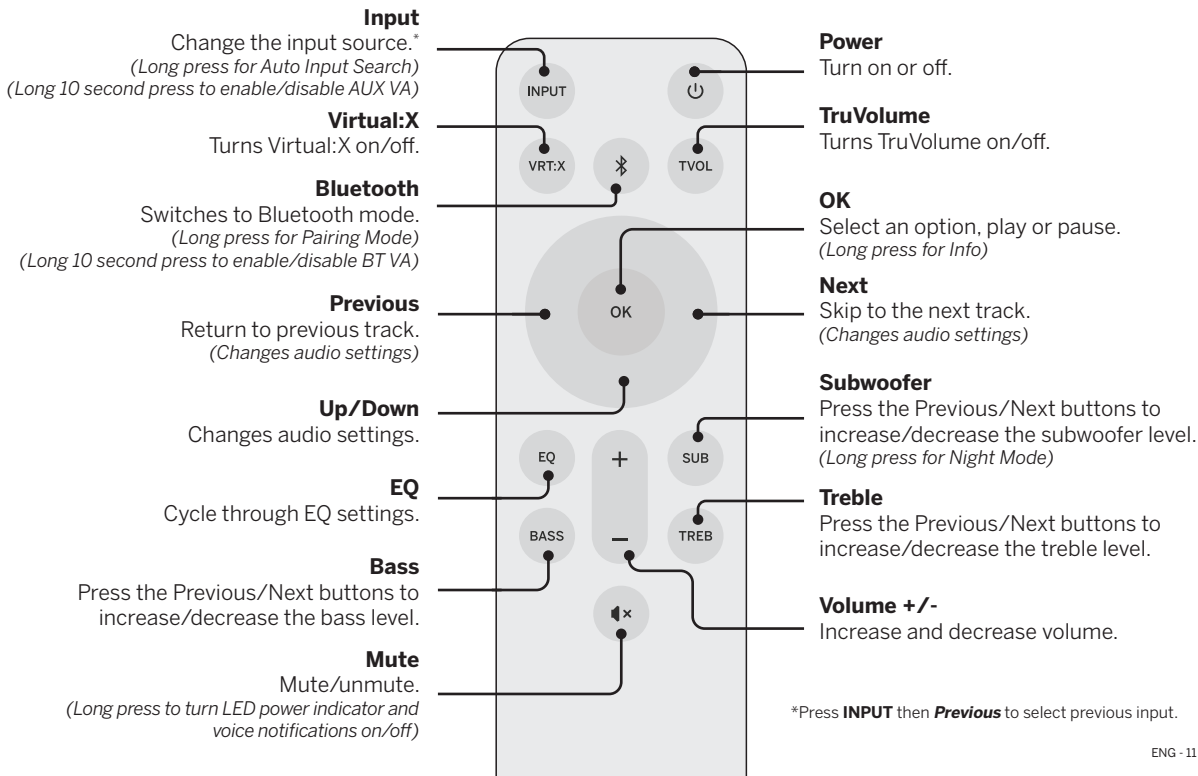 Input
Change the input source.*
(Long press for Auto Input Search)
(Long 10 second press to enable/disable AUX VA)
Virtual:X
Turns Virtual:X on/off.
Bluetooth
Switches to Bluetooth mode.
(Long press for Pairing Mode)
(Long 10 second press to enable/disable BT VA)
Previous
Return to previous track.
(Changes audio settings)
Up/Down
Changes audio settings.
EQ
Cycle through EQ settings.
Bass
Press the Previous/Next buttons to
increase/decrease the bass level.
Mute
Mute/unmute.
(Long press to turn LED power indicator and
voice notifications on/off)
INPUT
VRT:X
TVOL
OK
EQ
+
SUB
BASS
–
TREB
Power
Turn on or off.
TruVolume
Turns TruVolume on/off.
OK
Select an option, play or pause.
(Long press for Info)
Next
Skip to the next track.
(Changes audio settings)
Subwoofer
Press the Previous/Next buttons to
increase/decrease the subwoofer level.
(Long press for Night Mode)
Treble
Press the Previous/Next buttons to
increase/decrease the treble level.
Volume +/-
Increase and decrease volume.
*Press INPUT then Previous to select previous input.
ENG - 11